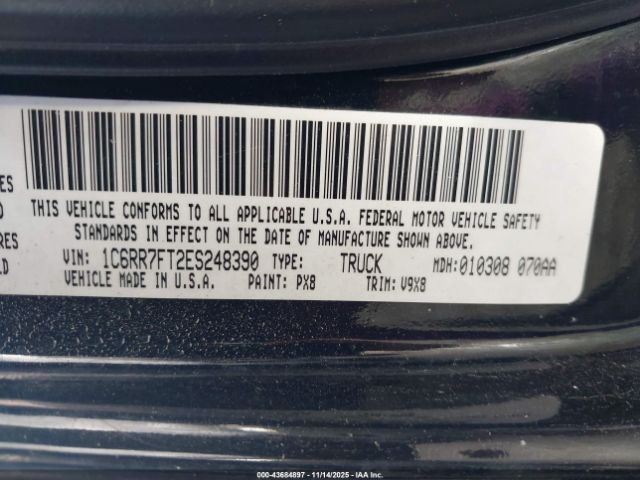 ES
THIS VEHICLE CONFORMS TO ALL APPLICABLE U.S.A. FEDERAL MOTOR VEHICLE SAFETY
RES STANDARDS IN EFFECT ON THE DATE OF MANUFACTURE SHOWN ABOVE.
LD VIN: 1C6RR7FT2ES248390 TYPE: TRUCK MDH:010308 070AA
VEHICLE MADE IN U.S.A. PAINT: PX8 TRIM: V9X8
000-43684897 - 11/14/2025 - IAA Inc.